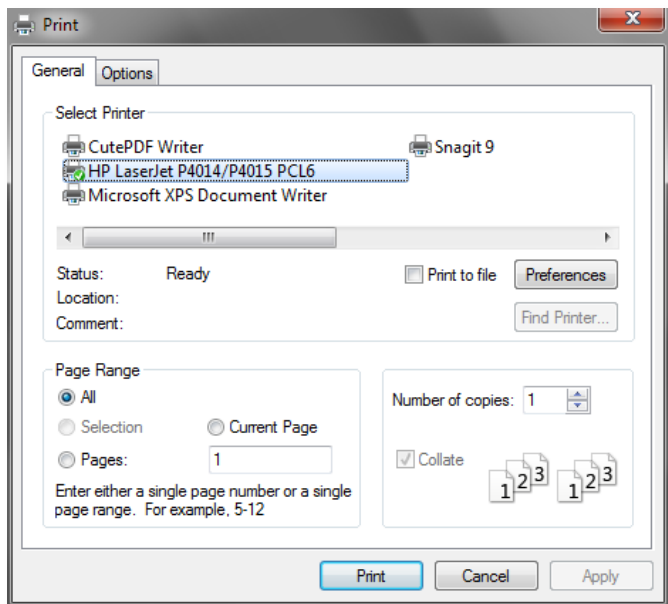 Print
General Options
Select Printer
CutePDF Writer Snagit 9
HP LaserJet P4014/P4015 PCL6
Microsoft XPS Document Writer
Status: Ready Print to file Preferences
Location:
Comment: Find Printer...
Page Range
All
Number of copies: 1
Selection Current Page
Pages: 1
Collate
1 2 3 1 2 3
Enter either a single page number or a single
page range. For example, 5-12
Print Cancel Apply